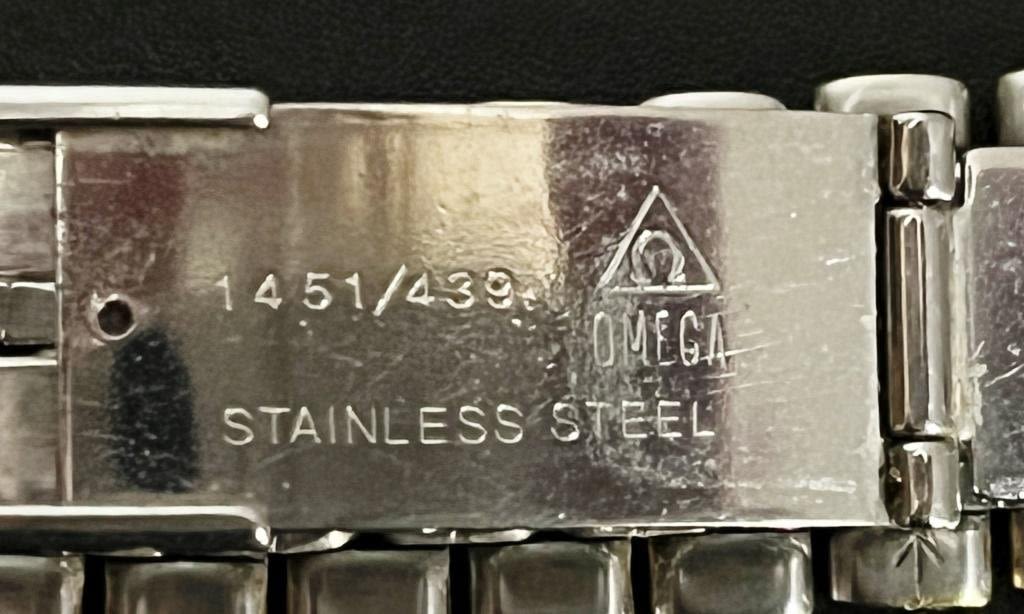 1451/439.
Ω
OMEGA
STAINLESS STEEL